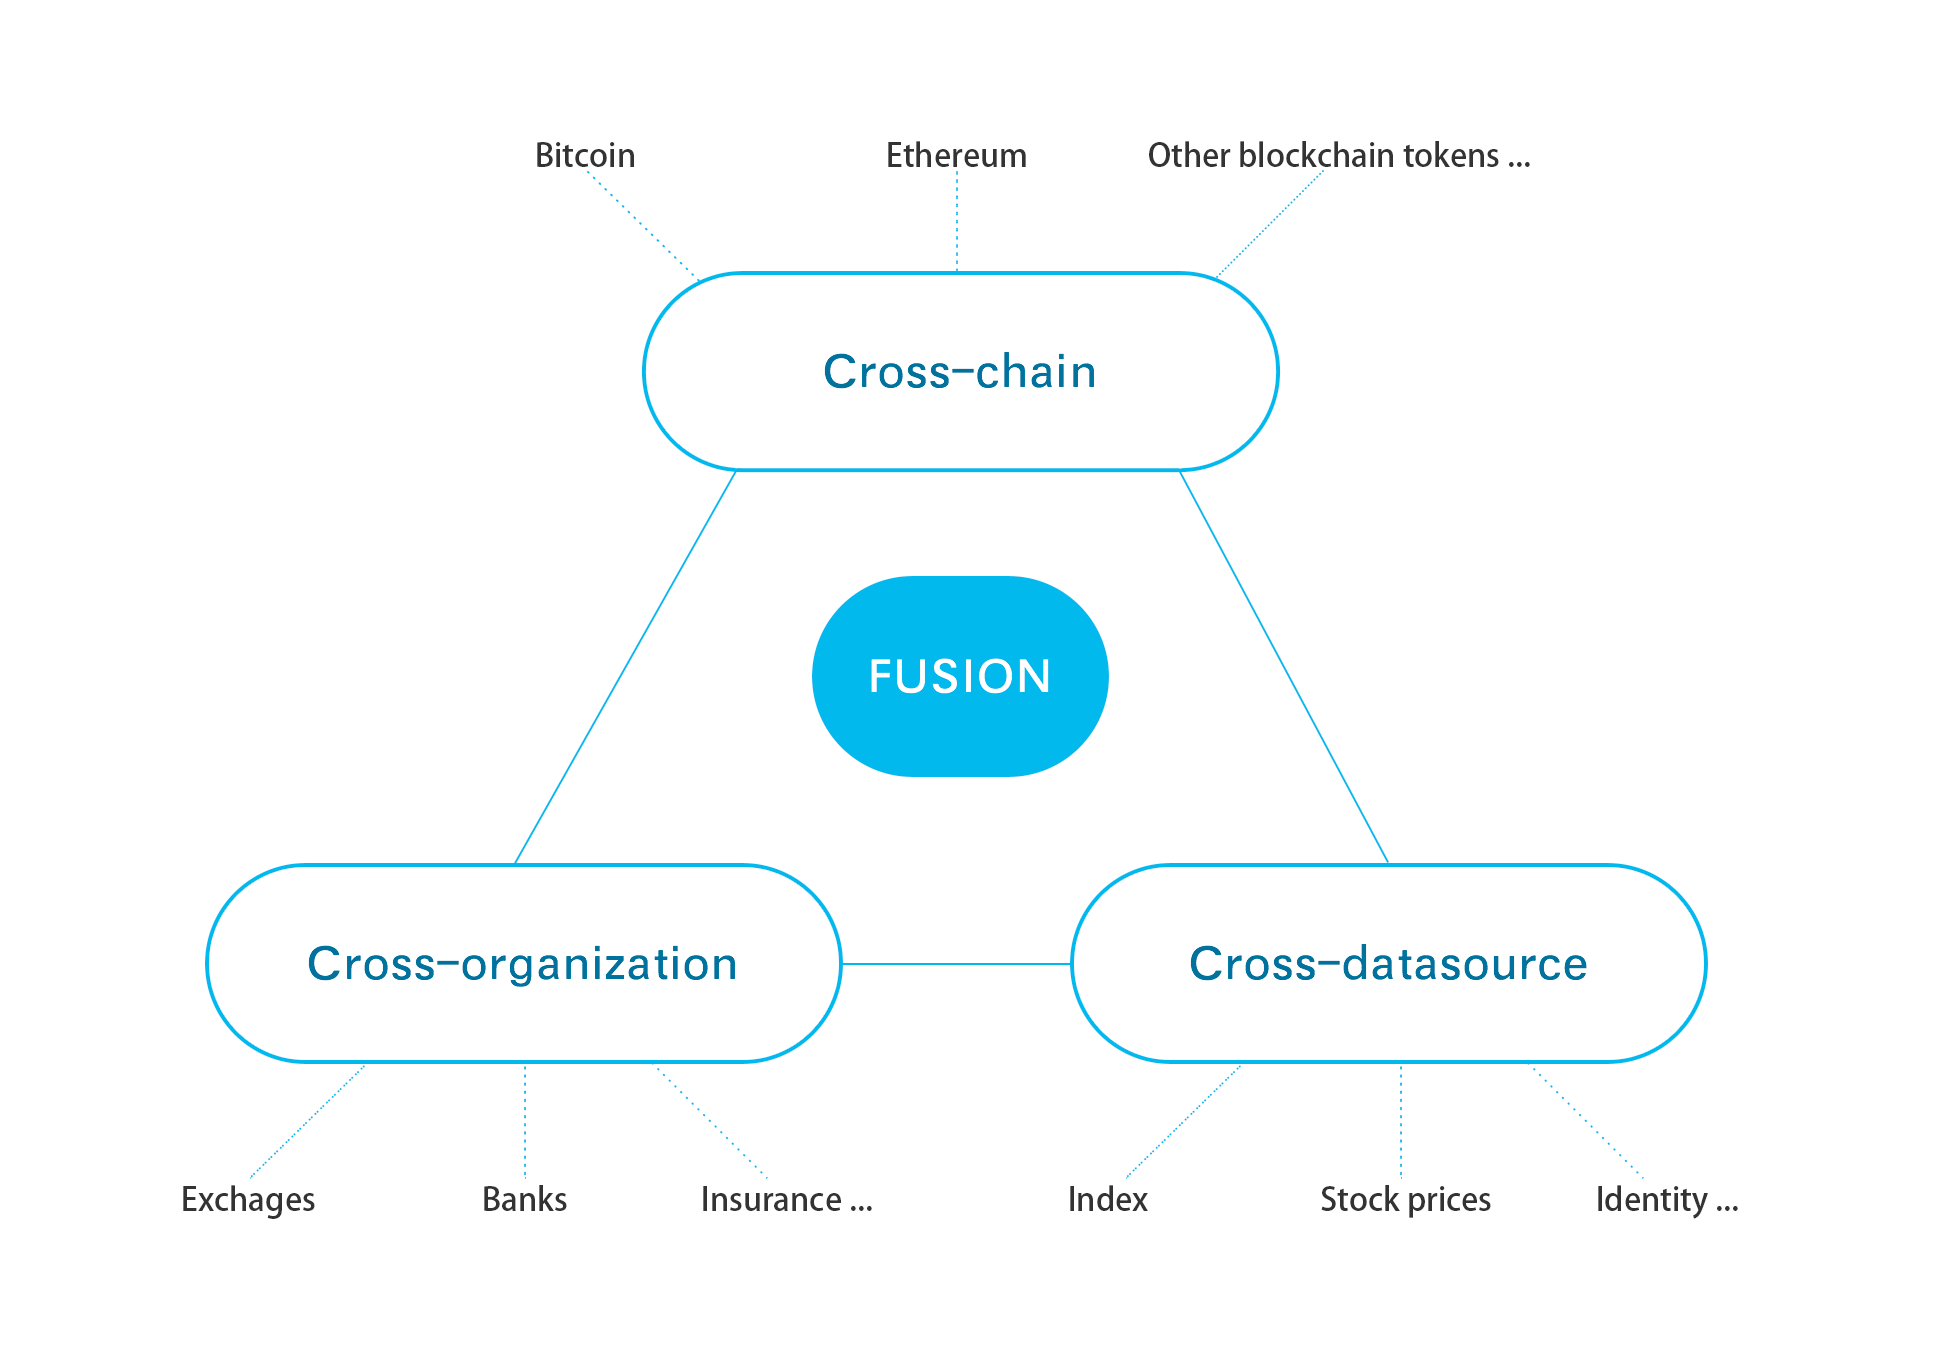 Bitcoin
Ethereum
Other blockchain tokens ...
Cross-chain
FUSION
Cross-organization
Cross-datasource
Exchages
Banks
Insurance ...
Index
Stock prices
Identity ...